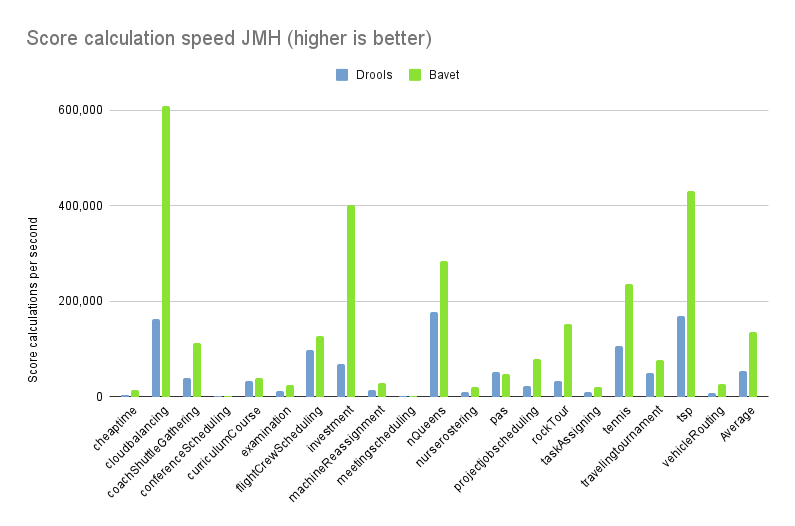 Score calculation speed JMH (higher is better)
Drools
Bavet
Score calculations per second
600,000
400,000
200,000
0
cheaptime
cloudbalancing
coachShuttleGathering
conferenceScheduling
curriculumCourse
examination
flightCrewScheduling
investment
machineReassignment
meetingscheduling
nQueens
nurserostering
pas
projectjobscheduling
rockTour
taskAssigning
tennis
travelingtournament
tsp
vehicleRouting
Average